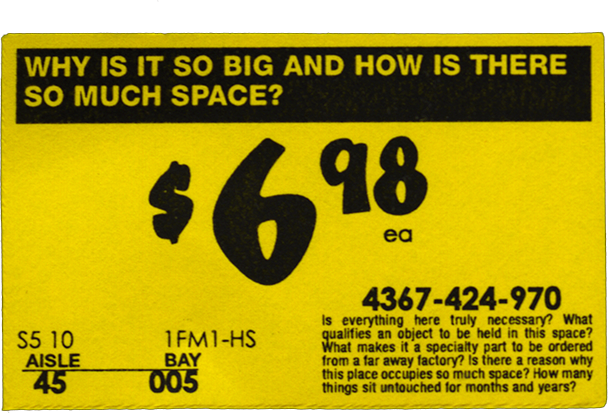 WHY IS IT SO BIG AND HOW IS THERE
SO MUCH SPACE?
$698
ea
4367-424-970
Is everything here truly necessary? What
qualifies an object to be held in this space?
What makes it a specialty part to be ordered
from a far away factory? Is there a reason why
this place occupies so much space? How many
things sit untouched for months and years?
S5 10 1FM1-HS
AISLE BAY
45 005